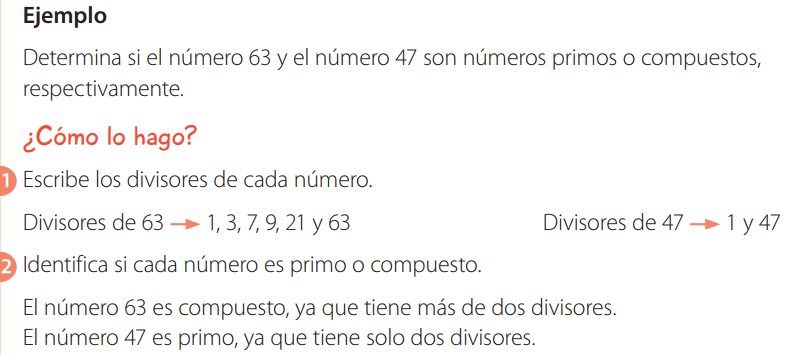 Ejemplo
Determina si el número 63 y el número 47 son números primos o compuestos,
respectivamente.
¿Cómo lo hago?
1 Escribe los divisores de cada número.
Divisores de 63 → 1, 3, 7, 9, 21 y 63 Divisores de 47 → 1 y 47
2 Identifica si cada número es primo o compuesto.
El número 63 es compuesto, ya que tiene más de dos divisores.
El número 47 es primo, ya que tiene solo dos divisores.